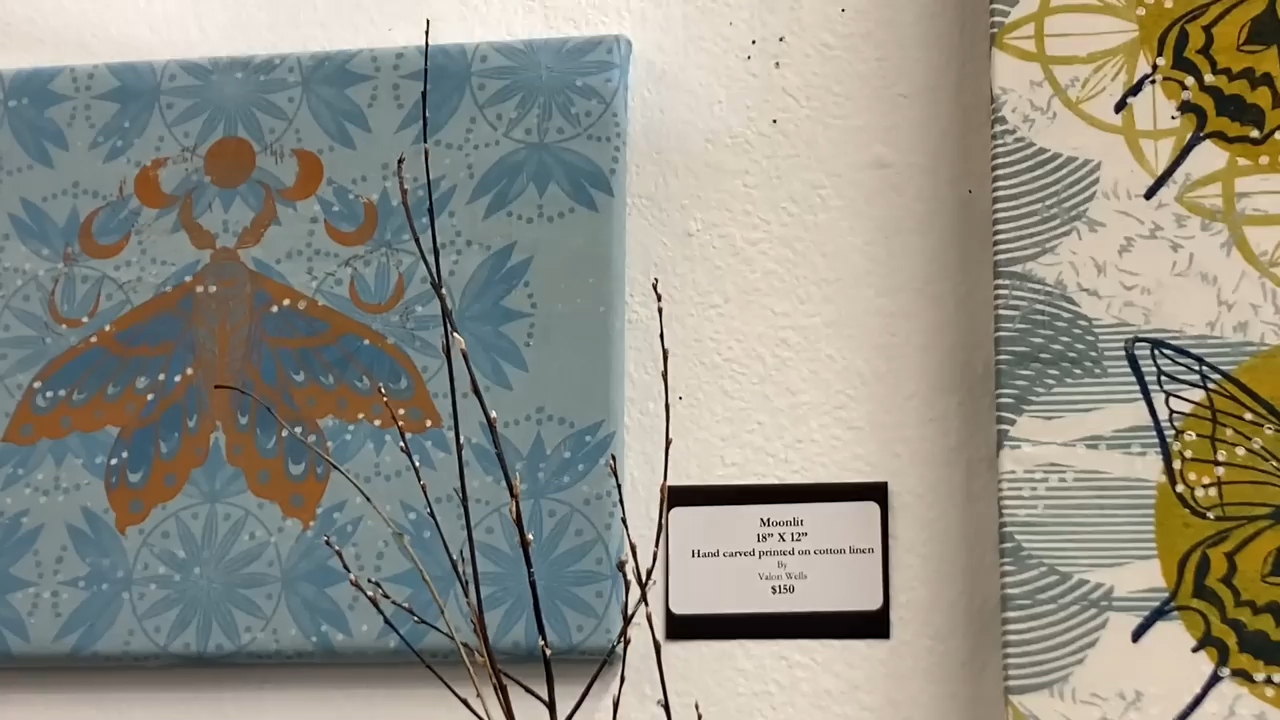 Moonlit
18” X 12”
Hand carved printed on cotton linen
By
Valori Wells
$150